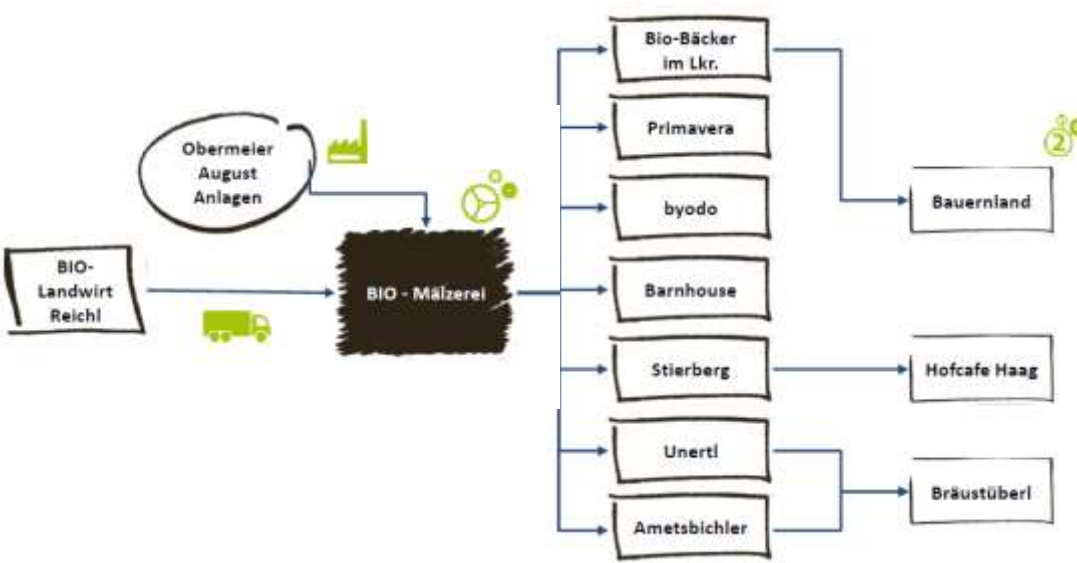 Obermeier
August
Anlagen
BIO-
Landwirt
Reichl
BIO - Mälzerei
Bio-Bäcker
im Lkr.
Primavera
byodo
Barnhouse
Stierberg
Unertl
Ametsbichler
2
Bauernland
Hofcafe Haag
Bräustüberl